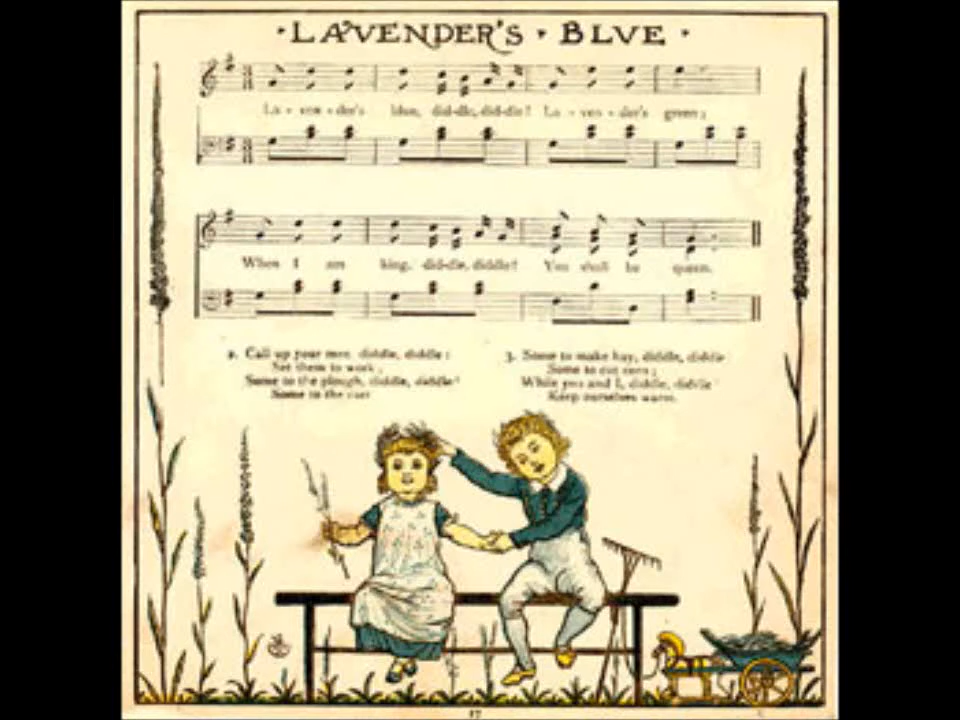 ·LAVENDER'S · BLVE ·
La - ven - der's blue, did-dle, did-dle! La - ven - der's green;
When I am king, did-dle, diddle! You shall be queen.
2. Call up your men, diddle, diddle:
Set them to work;
Some to the plough, diddle, diddle!
Some to the cart
3. Some to make hay, diddle, diddle
Some to cut corn;
While you and I, diddle, diddle
Keep ourselves warm.
17